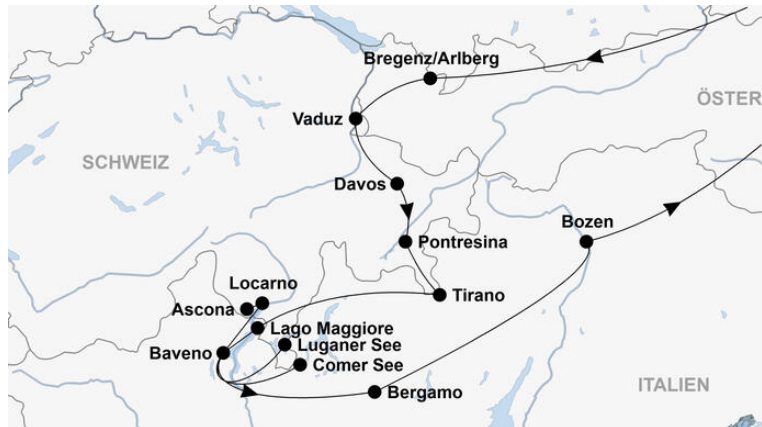 Bregenz/Arlberg
ÖSTER
Vaduz
SCHWEIZ
Davos
Bozen
Pontresina
Locarno
Tirano
Ascona
Lago Maggiore
Luganer See
Baveno
Comer See
ITALIEN
Bergamo